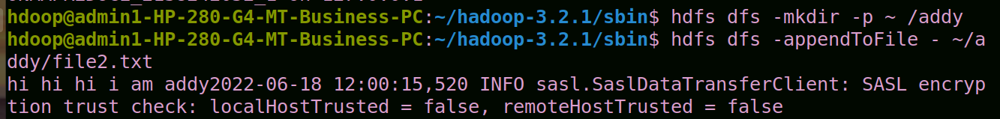 hdoop@admin1-HP-280-G4-MT-Business-PC:~/hadoop-3.2.1/sbin$ hdfs dfs -mkdir -p ~ /addy
hdoop@admin1-HP-280-G4-MT-Business-PC:~/hadoop-3.2.1/sbin$ hdfs dfs -appendToFile - ~/a
ddy/file2.txt
hi hi hi i am addy2022-06-18 12:00:15,520 INFO sasl.SaslDataTransferClient: SASL encryp
tion trust check: localHostTrusted = false, remoteHostTrusted = false